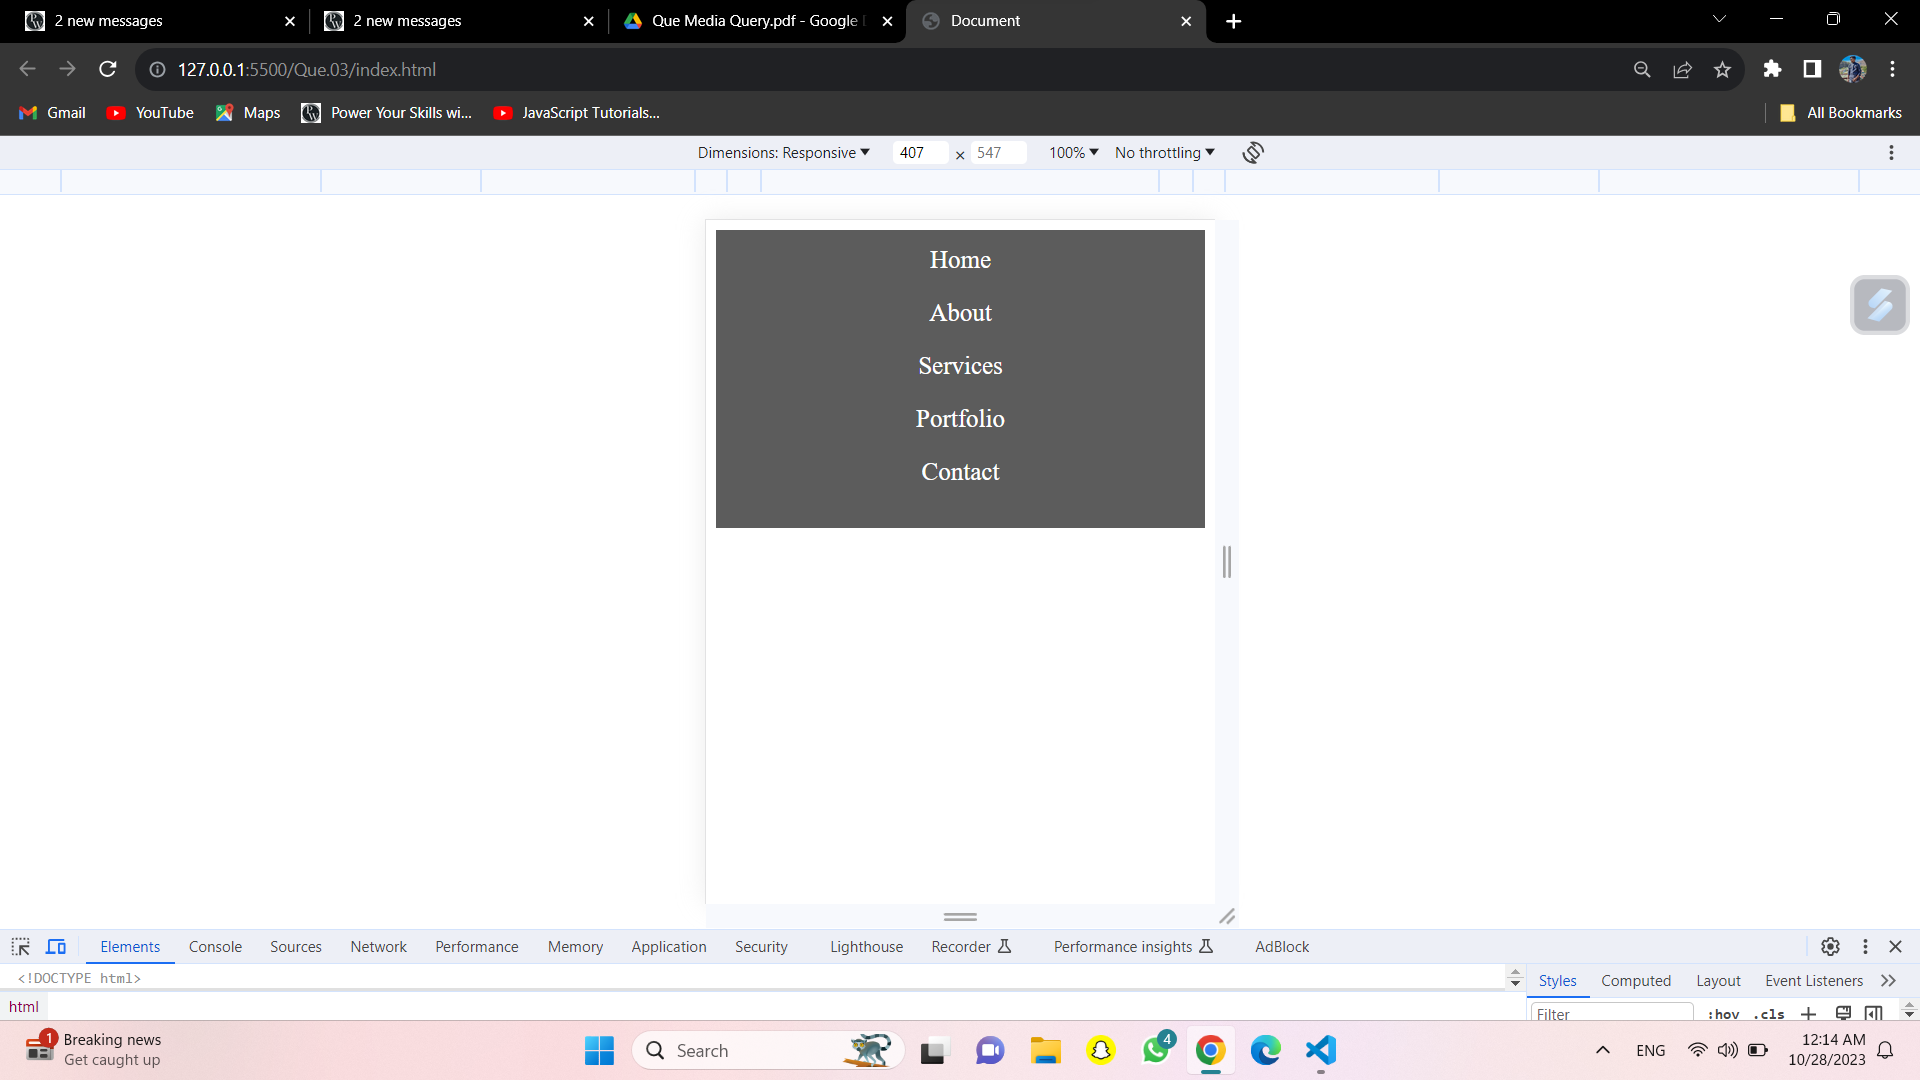 2 new messages
2 new messages
Que Media Query.pdf - Google
Document
127.0.0.1:5500/Que.03/index.html
Gmail
YouTube
Maps
Power Your Skills wi...
JavaScript Tutorials...
All Bookmarks
Dimensions: Responsive
407 × 547
100%
No throttling
Home
About
Services
Portfolio
Contact
Elements
Console
Sources
Network
Performance
Memory
Application
Security
Lighthouse
Recorder
Performance insights
AdBlock
<!DOCTYPE html>
html
Styles
Computed
Layout
Event Listeners
Filter
:hov
.cls
1
Breaking news
Get caught up
Search
4
ENG
12:14 AM
10/28/2023